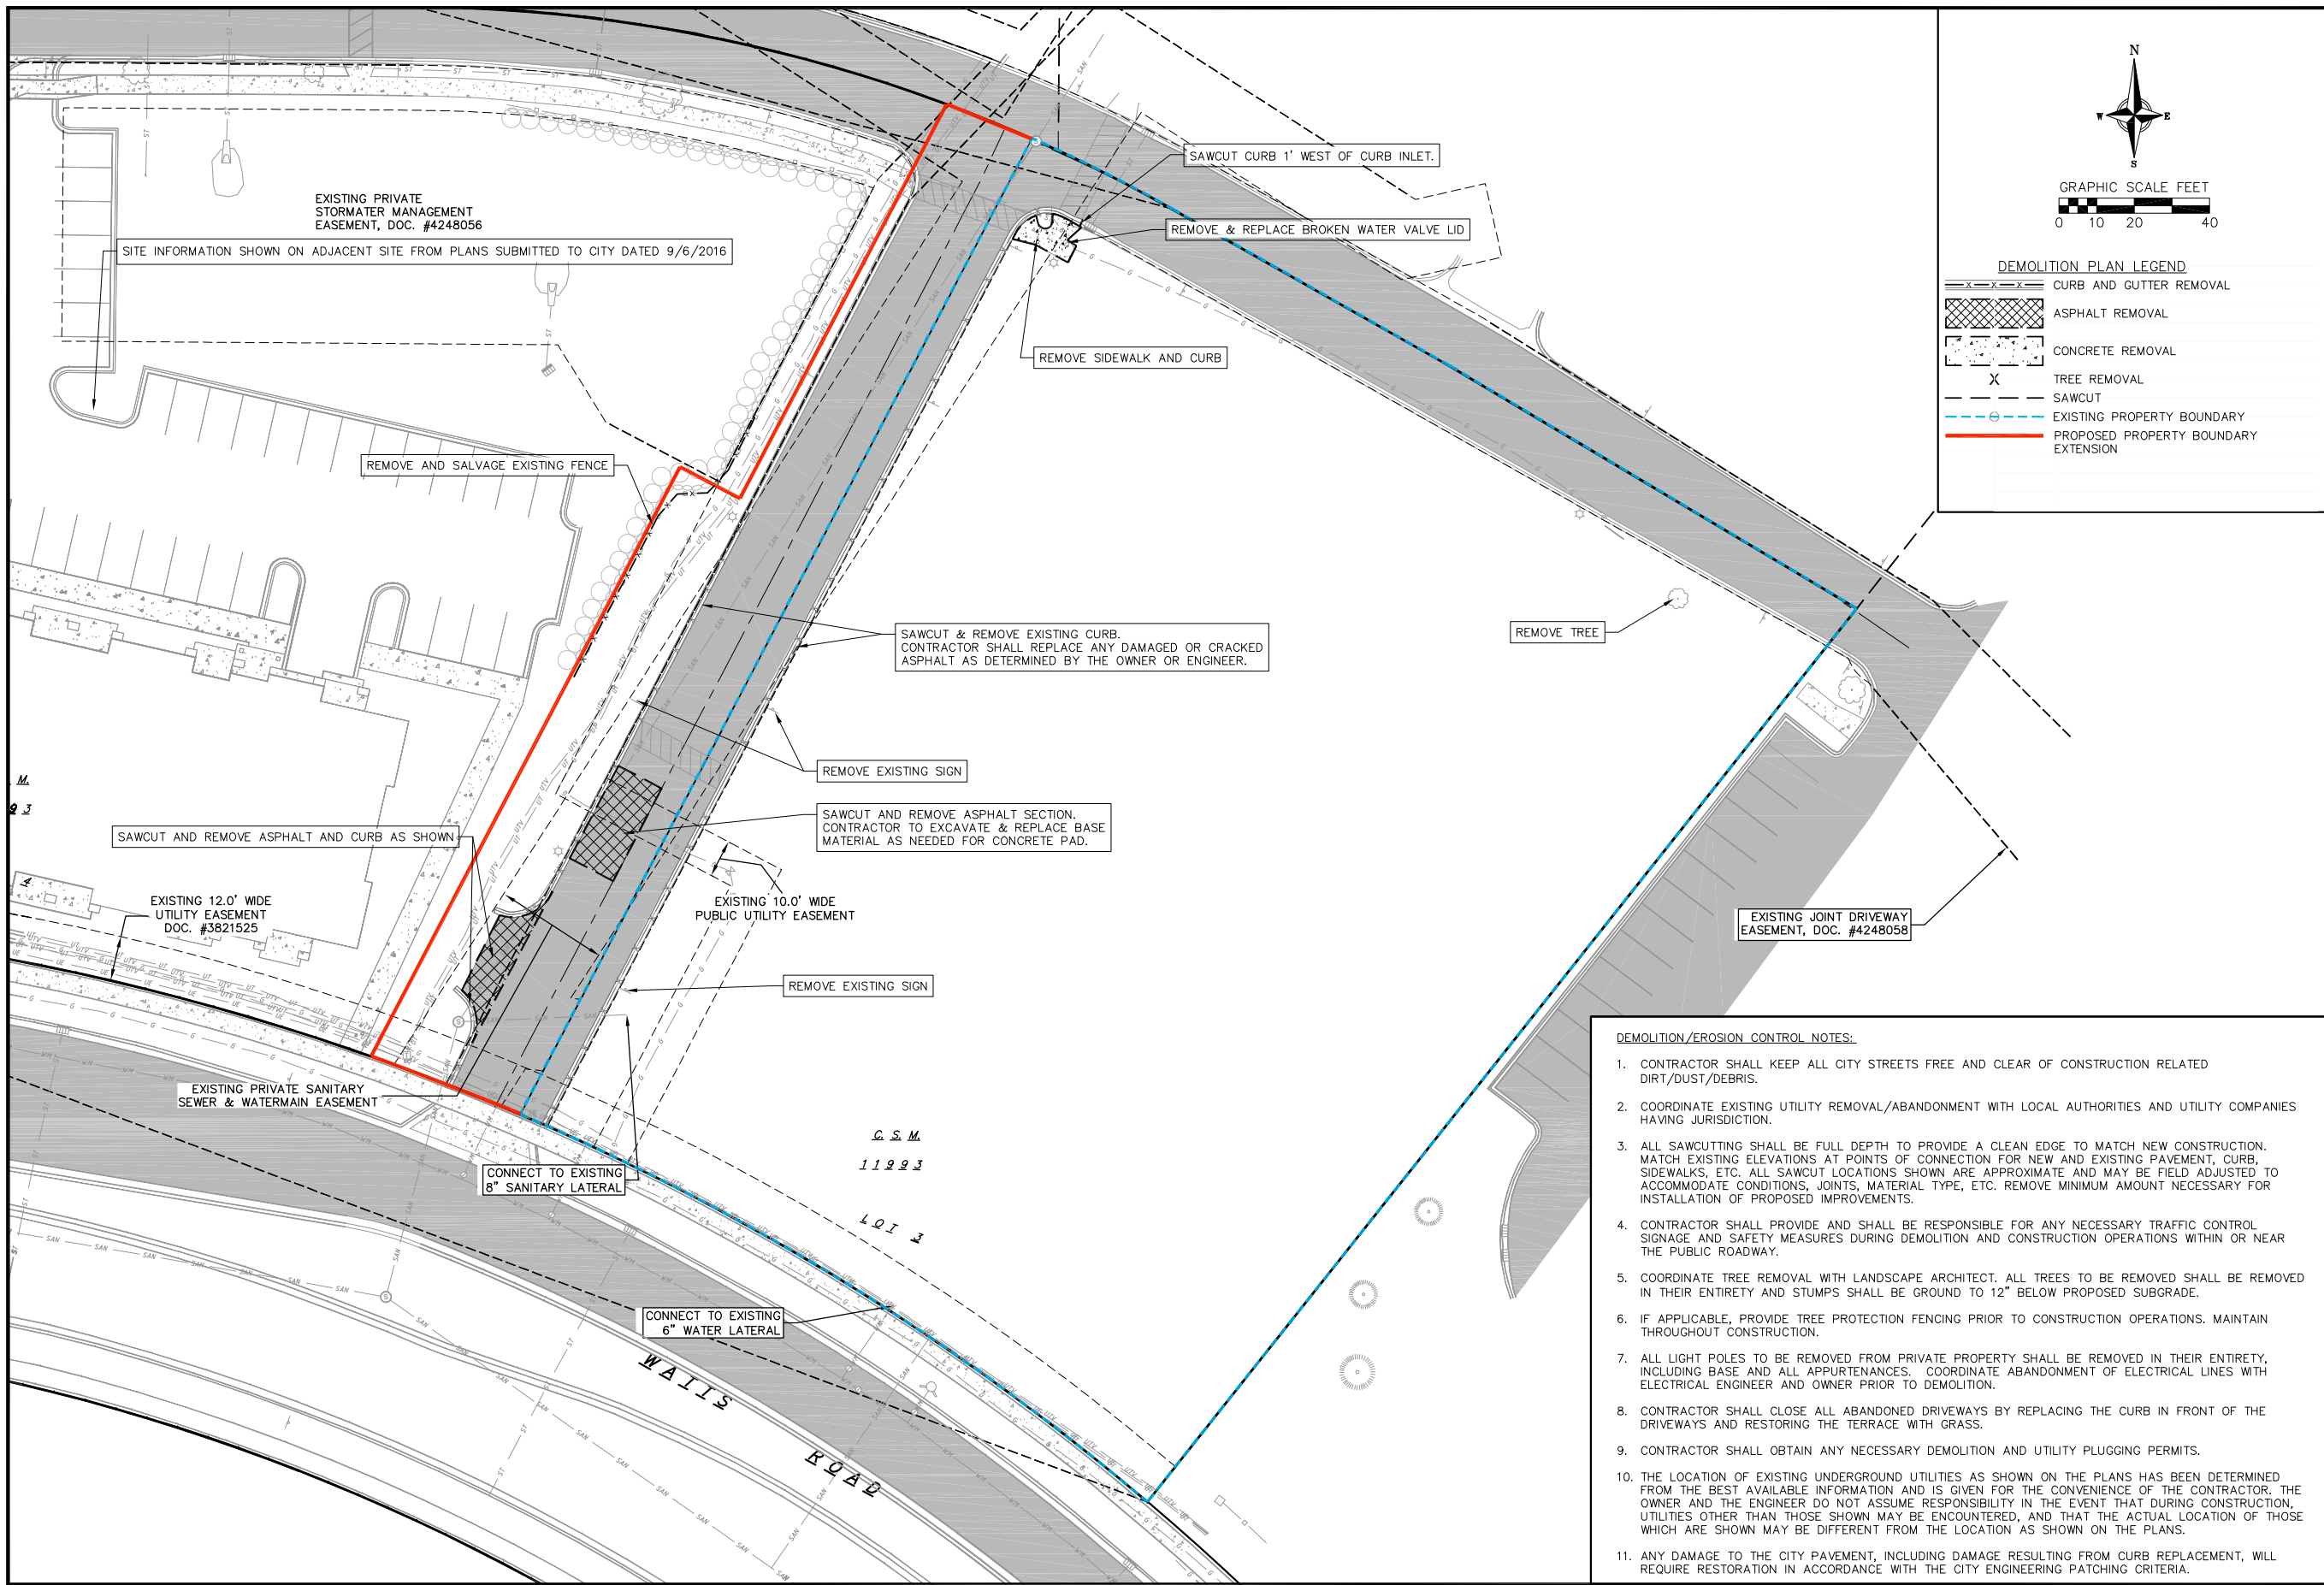 EXISTING PRIVATE
STORMATER MANAGEMENT
EASEMENT, DOC. #4248056
SITE INFORMATION SHOWN ON ADJACENT SITE FROM PLANS SUBMITTED TO CITY DATED 9/6/2016
SAWCUT CURB 1' WEST OF CURB INLET.
REMOVE & REPLACE BROKEN WATER VALVE LID
REMOVE SIDEWALK AND CURB
REMOVE AND SALVAGE EXISTING FENCE
SAWCUT & REMOVE EXISTING CURB.
CONTRACTOR SHALL REPLACE ANY DAMAGED OR CRACKED
ASPHALT AS DETERMINED BY THE OWNER OR ENGINEER.
REMOVE TREE
REMOVE EXISTING SIGN
SAWCUT AND REMOVE ASPHALT SECTION.
CONTRACTOR TO EXCAVATE & REPLACE BASE
MATERIAL AS NEEDED FOR CONCRETE PAD.
SAWCUT AND REMOVE ASPHALT AND CURB AS SHOWN
EXISTING 12.0' WIDE
UTILITY EASEMENT
DOC. #3821525
EXISTING 10.0' WIDE
PUBLIC UTILITY EASEMENT
EXISTING JOINT DRIVEWAY
EASEMENT, DOC. #4248058
REMOVE EXISTING SIGN
EXISTING PRIVATE SANITARY
SEWER & WATERMAIN EASEMENT
C. S. M.
11993
LOT 3
CONNECT TO EXISTING
8" SANITARY LATERAL
CONNECT TO EXISTING
6" WATER LATERAL
WATTS
ROAD
N
W
E
S
GRAPHIC SCALE FEET
0 10 20 40
DEMOLITION PLAN LEGEND
CURB AND GUTTER REMOVAL
ASPHALT REMOVAL
CONCRETE REMOVAL
X TREE REMOVAL
SAWCUT
EXISTING PROPERTY BOUNDARY
PROPOSED PROPERTY BOUNDARY
EXTENSION
DEMOLITION/EROSION CONTROL NOTES:
1. CONTRACTOR SHALL KEEP ALL CITY STREETS FREE AND CLEAR OF CONSTRUCTION RELATED
DIRT/DUST/DEBRIS.
2. COORDINATE EXISTING UTILITY REMOVAL/ABANDONMENT WITH LOCAL AUTHORITIES AND UTILITY COMPANIES
HAVING JURISDICTION.
3. ALL SAWCUTTING SHALL BE FULL DEPTH TO PROVIDE A CLEAN EDGE TO MATCH NEW CONSTRUCTION.
MATCH EXISTING ELEVATIONS AT POINTS OF CONNECTION FOR NEW AND EXISTING PAVEMENT, CURB,
SIDEWALKS, ETC. ALL SAWCUT LOCATIONS SHOWN ARE APPROXIMATE AND MAY BE FIELD ADJUSTED TO
ACCOMMODATE CONDITIONS, JOINTS, MATERIAL TYPE, ETC. REMOVE MINIMUM AMOUNT NECESSARY FOR
INSTALLATION OF PROPOSED IMPROVEMENTS.
4. CONTRACTOR SHALL PROVIDE AND SHALL BE RESPONSIBLE FOR ANY NECESSARY TRAFFIC CONTROL
SIGNAGE AND SAFETY MEASURES DURING DEMOLITION AND CONSTRUCTION OPERATIONS WITHIN OR NEAR
THE PUBLIC ROADWAY.
5. COORDINATE TREE REMOVAL WITH LANDSCAPE ARCHITECT. ALL TREES TO BE REMOVED SHALL BE REMOVED
IN THEIR ENTIRETY AND STUMPS SHALL BE GROUND TO 12" BELOW PROPOSED SUBGRADE.
6. IF APPLICABLE, PROVIDE TREE PROTECTION FENCING PRIOR TO CONSTRUCTION OPERATIONS. MAINTAIN
THROUGHOUT CONSTRUCTION.
7. ALL LIGHT POLES TO BE REMOVED FROM PRIVATE PROPERTY SHALL BE REMOVED IN THEIR ENTIRETY,
INCLUDING BASE AND ALL APPURTENANCES. COORDINATE ABANDONMENT OF ELECTRICAL LINES WITH
ELECTRICAL ENGINEER AND OWNER PRIOR TO DEMOLITION.
8. CONTRACTOR SHALL CLOSE ALL ABANDONED DRIVEWAYS BY REPLACING THE CURB IN FRONT OF THE
DRIVEWAYS AND RESTORING THE TERRACE WITH GRASS.
9. CONTRACTOR SHALL OBTAIN ANY NECESSARY DEMOLITION AND UTILITY PLUGGING PERMITS.
10. THE LOCATION OF EXISTING UNDERGROUND UTILITIES AS SHOWN ON THE PLANS HAS BEEN DETERMINED
FROM THE BEST AVAILABLE INFORMATION AND IS GIVEN FOR THE CONVENIENCE OF THE CONTRACTOR. THE
OWNER AND THE ENGINEER DO NOT ASSUME RESPONSIBILITY IN THE EVENT THAT DURING CONSTRUCTION,
UTILITIES OTHER THAN THOSE SHOWN MAY BE ENCOUNTERED, AND THAT THE ACTUAL LOCATION OF THOSE
WHICH ARE SHOWN MAY BE DIFFERENT FROM THE LOCATION AS SHOWN ON THE PLANS.
11. ANY DAMAGE TO THE CITY PAVEMENT, INCLUDING DAMAGE RESULTING FROM CURB REPLACEMENT, WILL
REQUIRE RESTORATION IN ACCORDANCE WITH THE CITY ENGINEERING PATCHING CRITERIA.